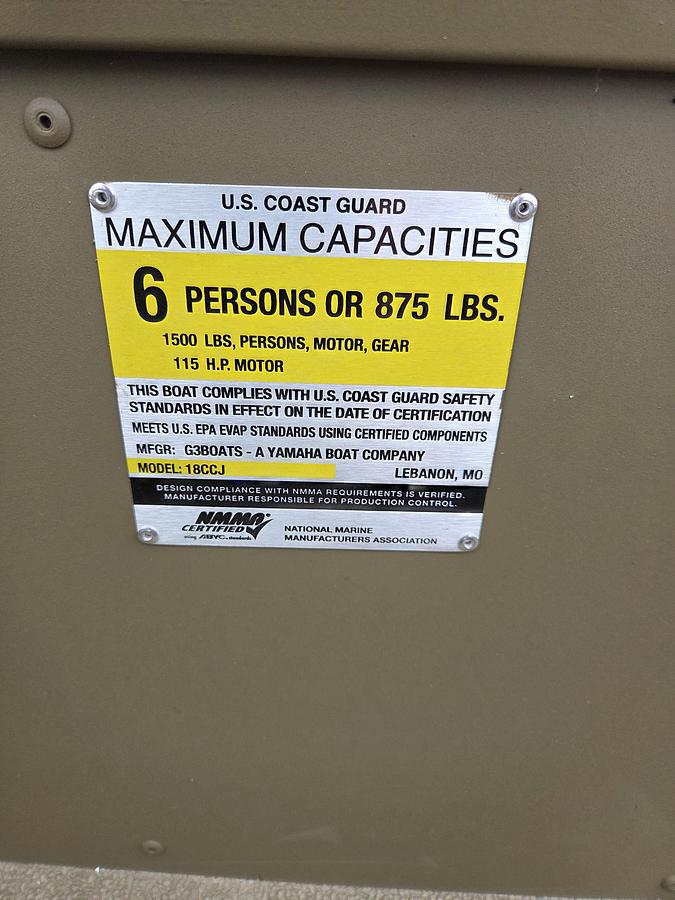 U.S. COAST GUARD
MAXIMUM CAPACITIES
6 PERSONS OR 875 LBS.
1500 LBS, PERSONS, MOTOR, GEAR
115 H.P. MOTOR
THIS BOAT COMPLIES WITH U.S. COAST GUARD SAFETY
STANDARDS IN EFFECT ON THE DATE OF CERTIFICATION
MEETS U.S. EPA EVAP STANDARDS USING CERTIFIED COMPONENTS
MFGR: G3BOATS - A YAMAHA BOAT COMPANY
MODEL: 18CCJ LEBANON, MO
DESIGN COMPLIANCE WITH NMMA REQUIREMENTS IS VERIFIED.
MANUFACTURER RESPONSIBLE FOR PRODUCTION CONTROL.
NMMA
CERTIFIED
using ABYC standards
NATIONAL MARINE
MANUFACTURERS ASSOCIATION